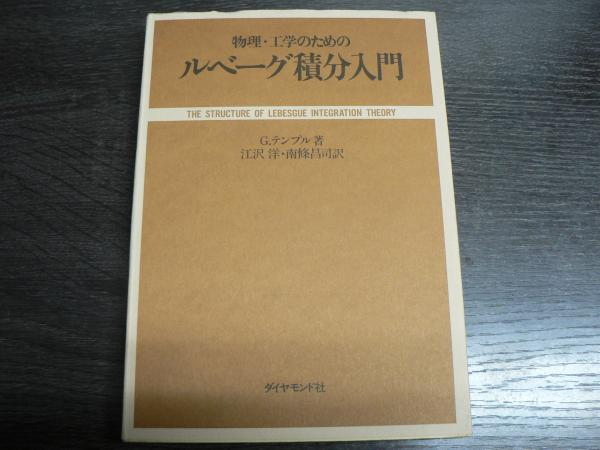 物理・工学のための
ルベーグ積分入門
THE STRUCTURE OF LEBESGUE INTEGRATION THEORY
G.テンプル著
江沢 洋・南條昌司訳
ダイヤモンド社